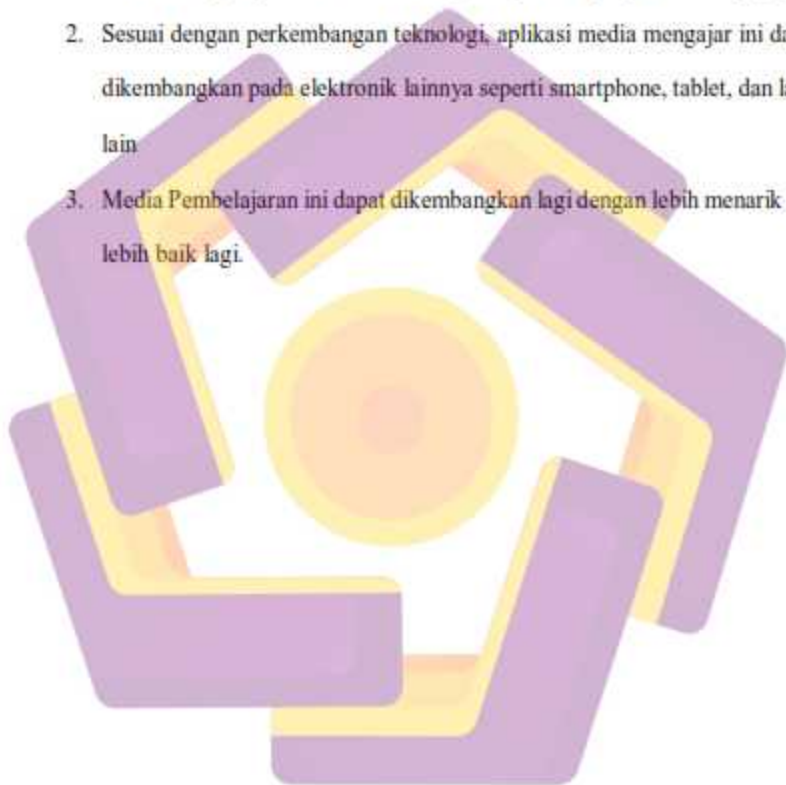 2. Sesuai dengan perkembangan teknologi, aplikasi media mengajar ini
dikembangkan pada elektronik lainnya seperti smartphone, tablet, dan
lain
3. Media Pembelajaran ini dapat dikembangkan lagi dengan lebih menarik
lebih baik lagi.